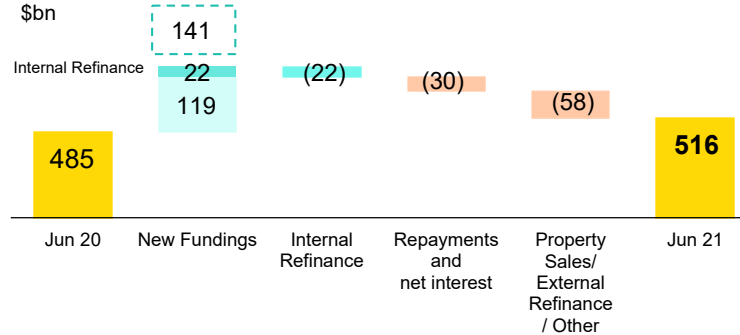 $bn
141
Internal Refinance
22
(22)
119
(30)
(58)
485
516
Jun 20
New Fundings
Internal
Refinance
Repayments
and
net interest
Property
Sales/
External
Refinance
/ Other
Jun 21